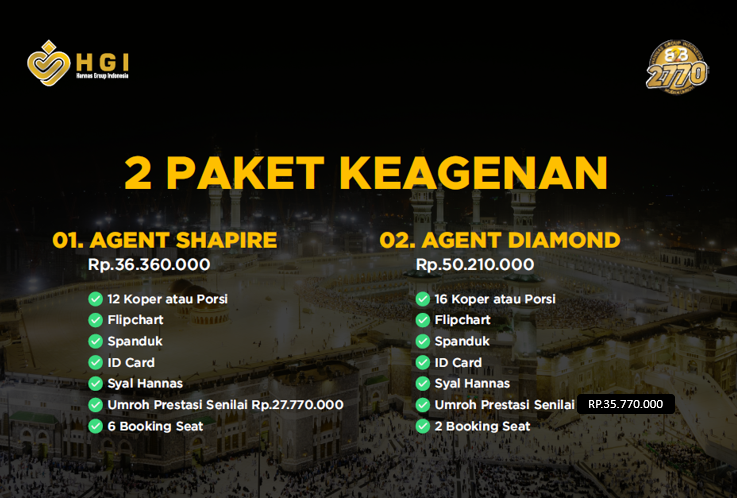 HGI
Hannas Group Indonesia
2770
2 PAKET KEAGENAN
01. AGENT SHAPIRE
Rp.36.360.000
12 Koper atau Porsi
Flipchart
Spanduk
ID Card
Syal Hannas
Umroh Prestasi Senilai Rp.27.770.000
6 Booking Seat
02. AGENT DIAMOND
Rp.50.210.000
16 Koper atau Porsi
Flipchart
Spanduk
ID Card
Syal Hannas
Umroh Prestasi Senilai RP.35.770.000
2 Booking Seat